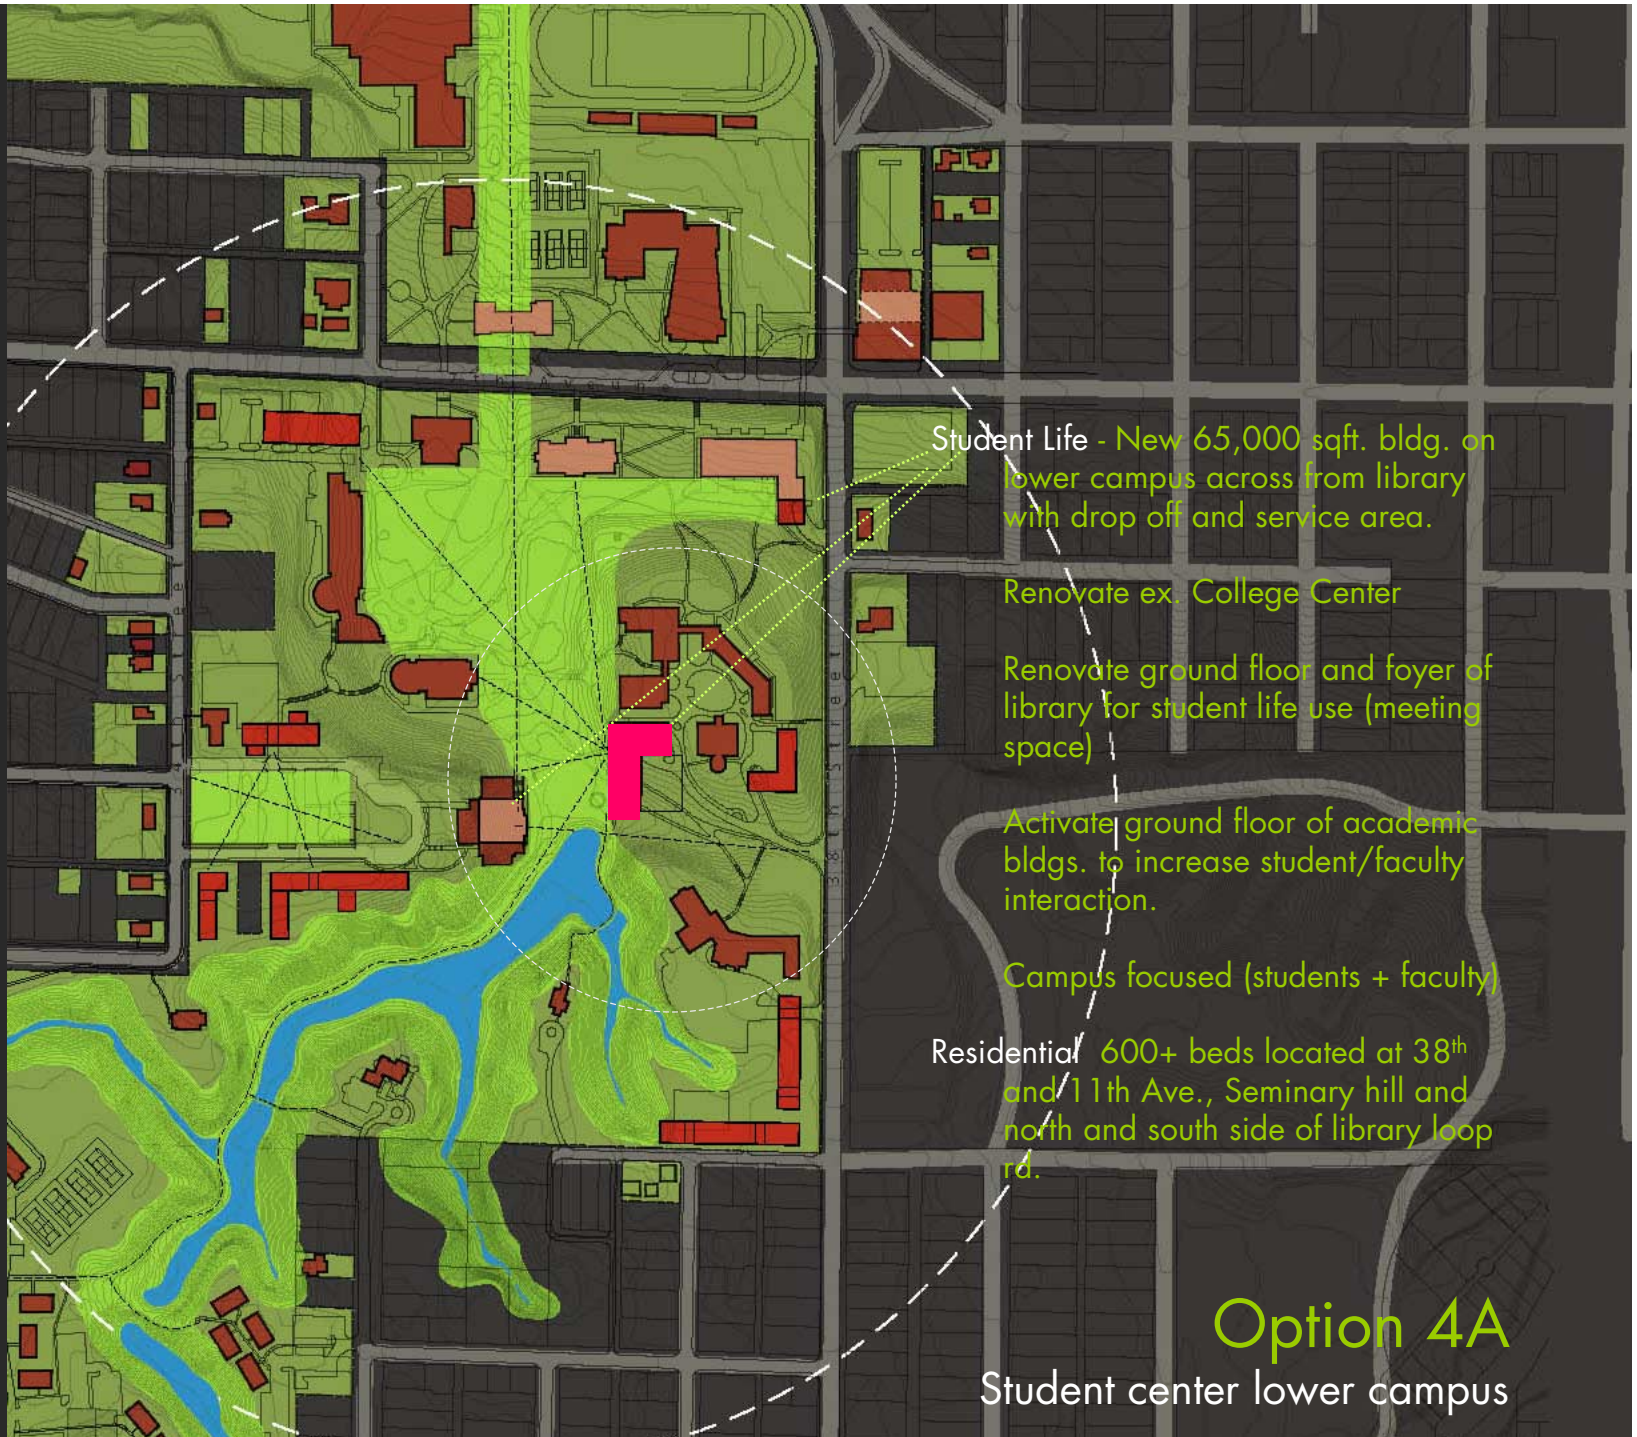 th Avenue
Student Life - New 65,000 sqft. bldg. on
lower campus across from library
with drop off and service area.
Renovate ex. College Center
Renovate ground floor and foyer of
library for student life use (meeting
space)
Activate ground floor of academic
bldgs. to increase student/faculty
interaction.
Campus focused (students + faculty)
Residential 600+ beds located at 38th
and 11th Ave., Seminary hill and
north and south side of library loop
rd.
38th Street
Option 4A
Student center lower campus